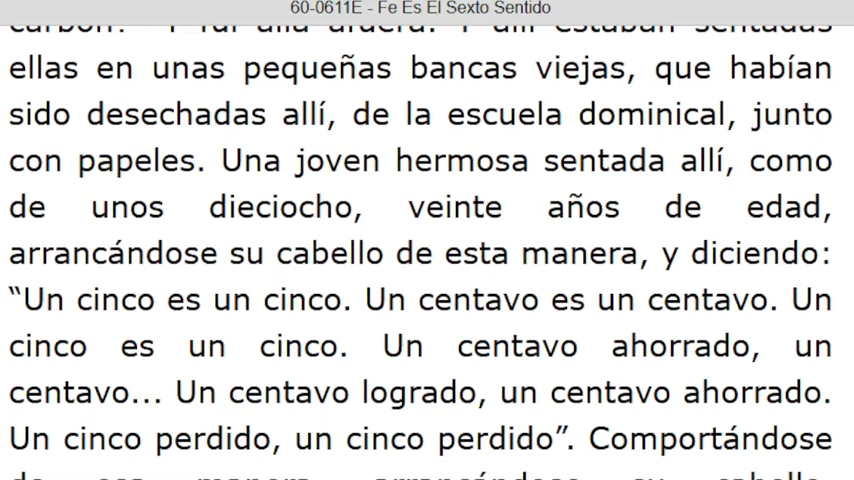 60-0611E - Fe Es El Sexto Sentido
ellas en unas pequeñas bancas viejas, que habían
sido desechadas allí, de la escuela dominical, junto
con papeles. Una joven hermosa sentada allí, como
de unos dieciocho, veinte años de edad,
arrancándose su cabello de esta manera, y diciendo:
“Un cinco es un cinco. Un centavo es un centavo. Un
cinco es un cinco. Un centavo ahorrado, un
centavo... Un centavo logrado, un centavo ahorrado.
Un cinco perdido, un cinco perdido”. Comportándose